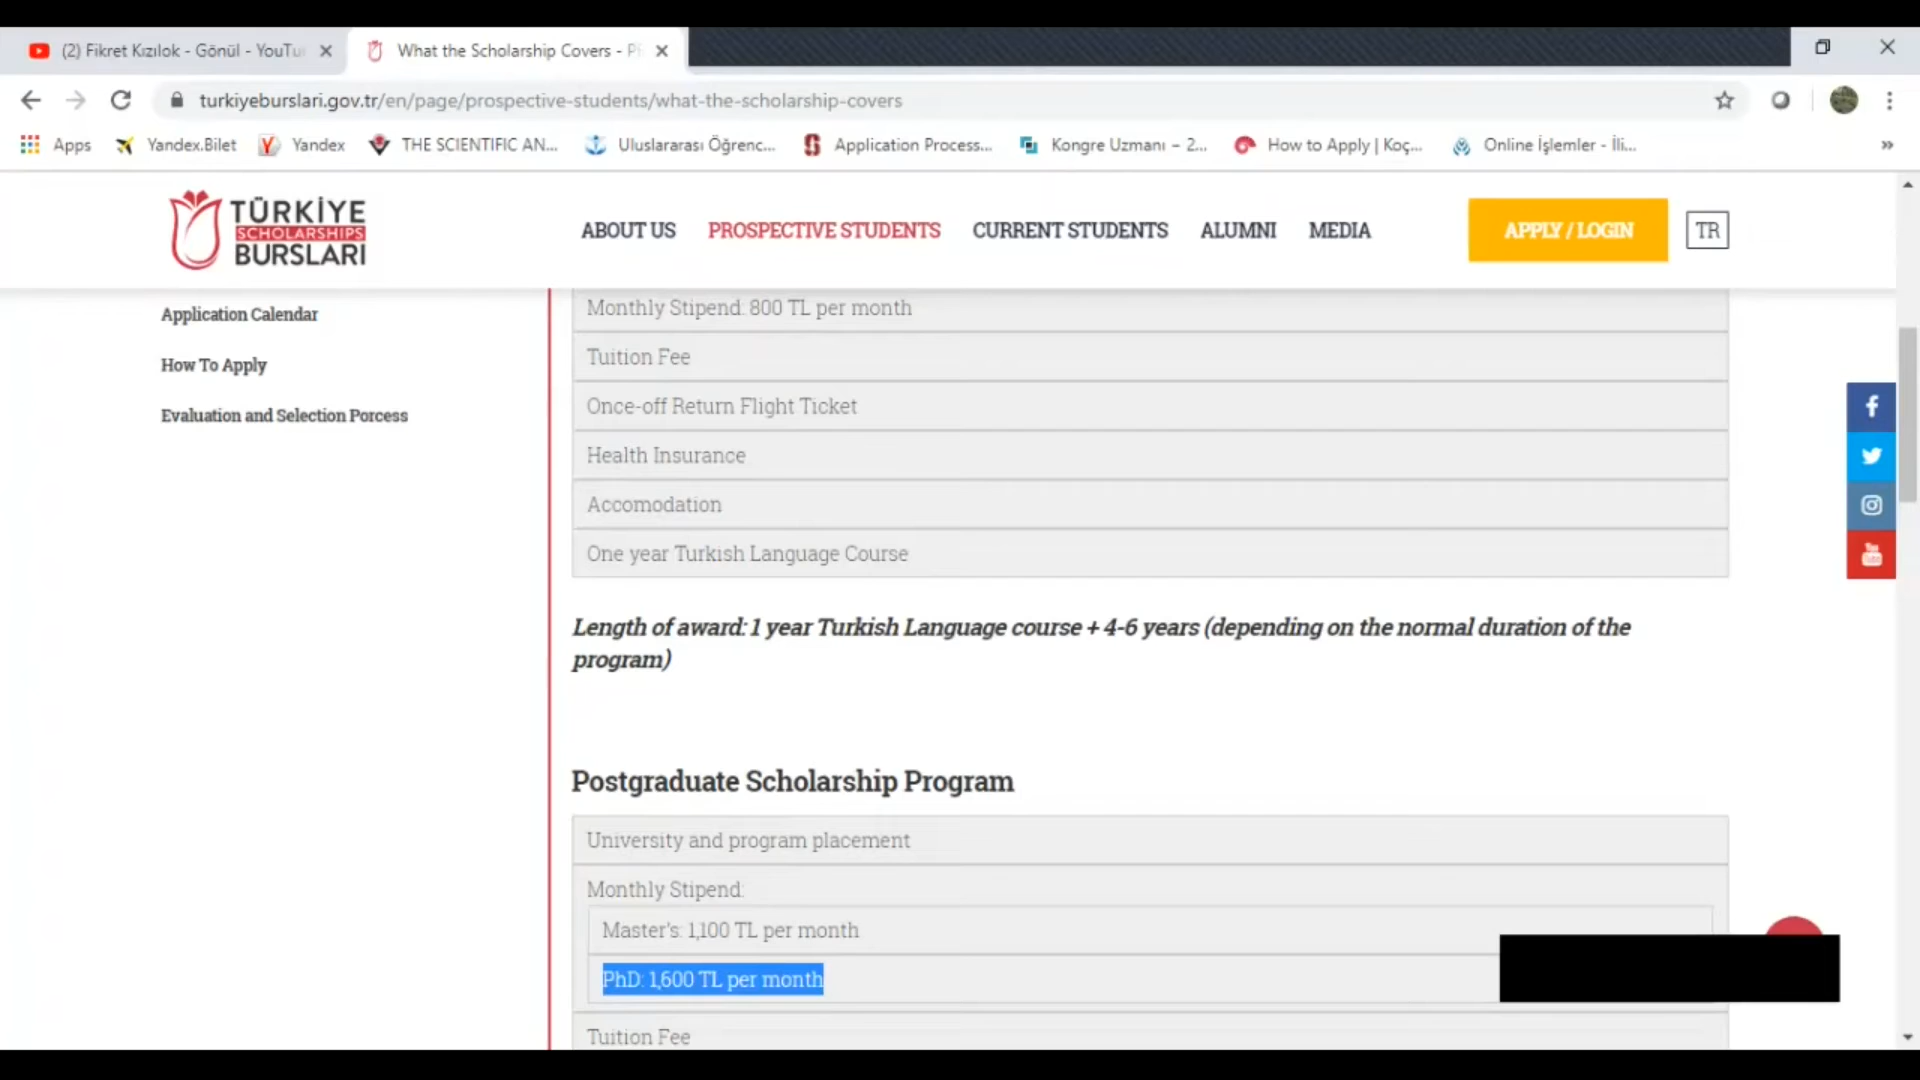 (2) Fikret Kızılok - Gönül - YouTu
What the Scholarship Covers - P
turkiyeburslari.gov.tr/en/page/prospective-students/what-the-scholarship-covers
Apps
Yandex.Bilet
Yandex
THE SCIENTIFIC AN...
Uluslararası Öğrenc...
Application Process...
Kongre Uzmanı – 2...
How to Apply | Koç...
Online İşlemler - İli...
»
TÜRKİYE
SCHOLARSHIPS
BURSLARI
ABOUT US
PROSPECTIVE STUDENTS
CURRENT STUDENTS
ALUMNI
MEDIA
APPLY / LOGIN
TR
Application Calendar
How To Apply
Evaluation and Selection Porcess
Monthly Stipend: 800 TL per month
Tuition Fee
Once-off Return Flight Ticket
Health Insurance
Accomodation
One year Turkish Language Course
Length of award: 1 year Turkish Language course + 4-6 years (depending on the normal duration of the
program)
Postgraduate Scholarship Program
University and program placement
Monthly Stipend:
Master's: 1,100 TL per month
PhD: 1,600 TL per month
Tuition Fee